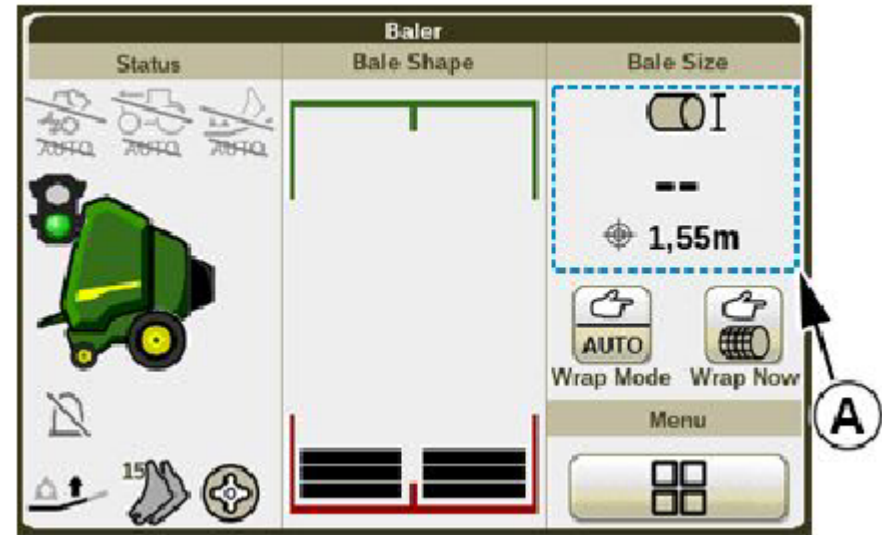 Baler
Status
Bale Shape
Bale Size
AUTO AUTO AUTO
--
1,55m
AUTO
Wrap Mode
Wrap Now
Menu
15
A